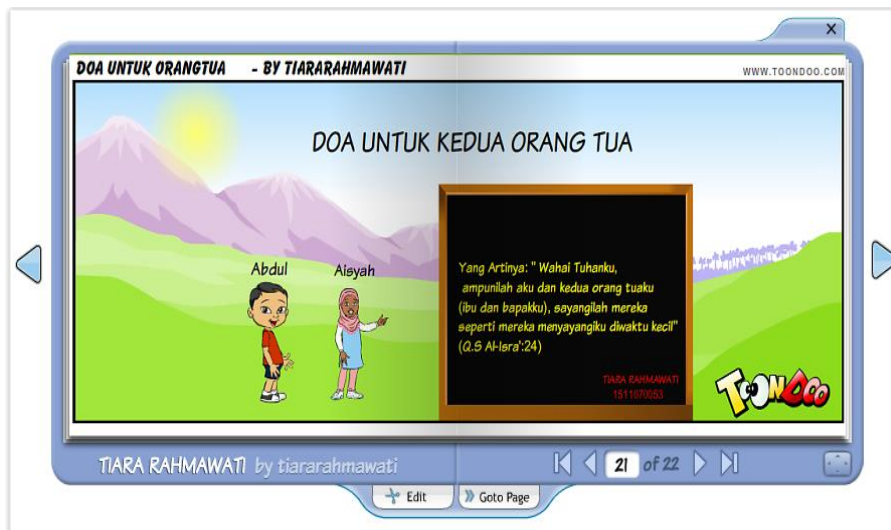 X
DOA UNTUK ORANGTUA - BY TIARARAHMAWATI
WWW.TOONDOO.COM
DOA UNTUK KEDUA ORANG TUA
Abdul
Aisyah
Yang Artinya: " Wahai Tuhanku,
ampunilah aku dan kedua orang tuaku
(ibu dan bapakku), sayangilah mereka
seperti mereka menyayangiku diwaktu kecil"
(Q.S Al-Isra':24)
TIARA RAHMAWATI
1511070053
TOONDOO
TIARA RAHMAWATI by tiararahmawati
21 of 22
Edit
Goto Page